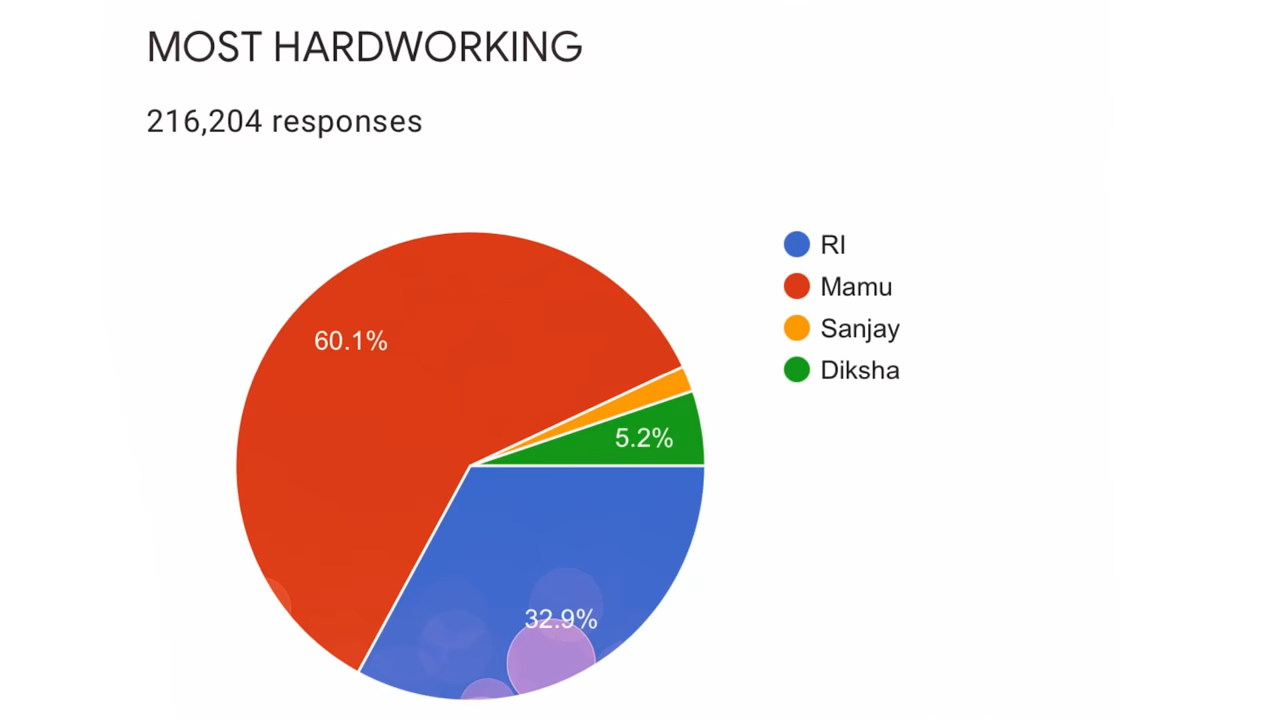 MOST HARDWORKING
216,204 responses
RI
Mamu
Sanjay
Diksha
60.1%
5.2%
32.9%